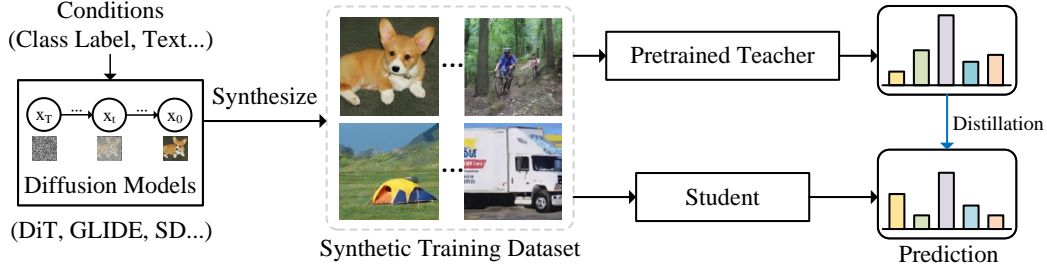 Conditions
(Class Label, Text...)
x_T ... x_t ... x_0
Diffusion Models
(DiT, GLIDE, SD...)
Synthesize
... 
...
Synthetic Training Dataset
Pretrained Teacher
Student
Distillation
Prediction